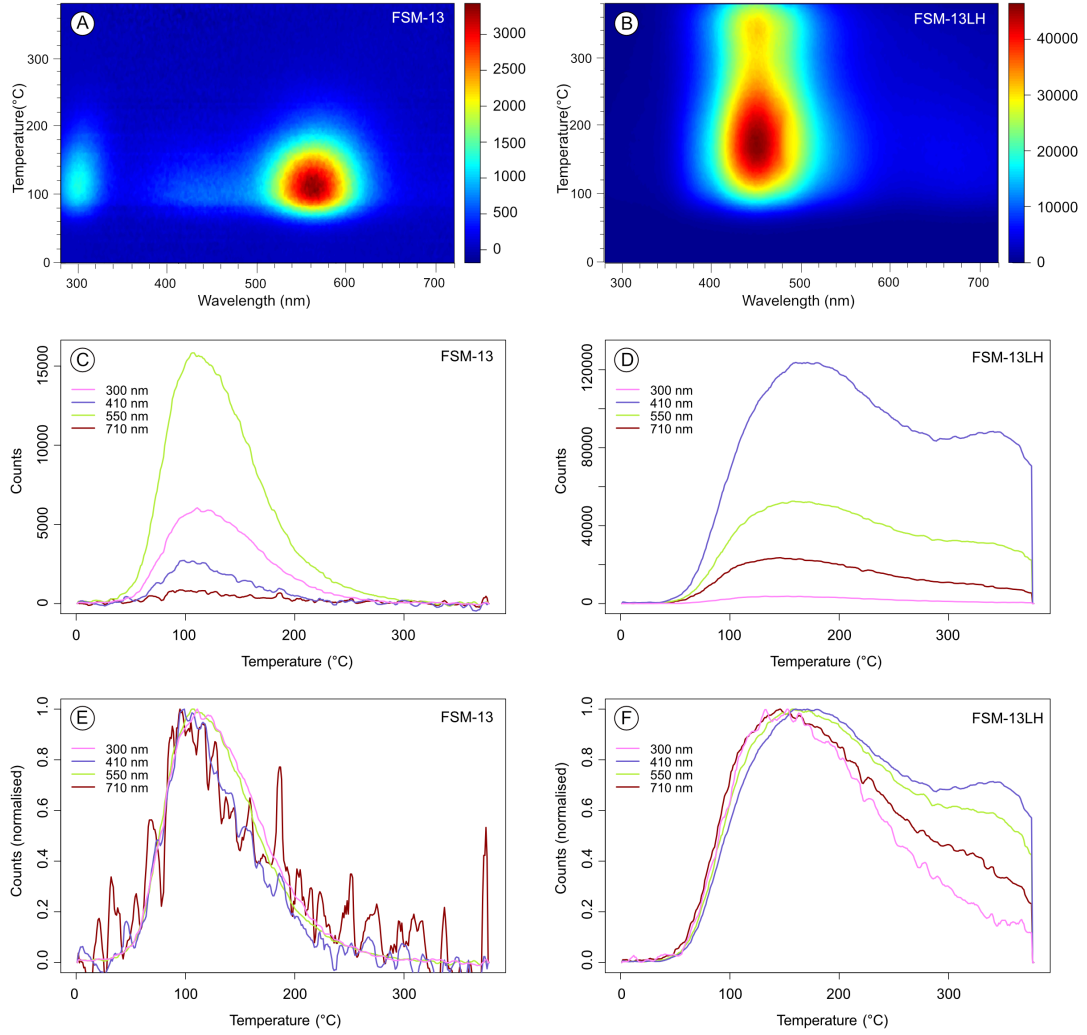 A
FSM-13
Temperature(°C)
300
200
100
0
300
400
500
600
700
Wavelength (nm)
3000
2500
2000
1500
1000
500
0
B
FSM-13LH
Temperature(°C)
300
200
100
0
300
400
500
600
700
Wavelength (nm)
40000
30000
20000
10000
0
C
FSM-13
300 nm
410 nm
550 nm
710 nm
Counts
15000
10000
5000
0
0
100
200
300
Temperature (°C)
D
FSM-13LH
300 nm
410 nm
550 nm
710 nm
Counts
120000
80000
40000
0
0
100
200
300
Temperature (°C)
E
FSM-13
300 nm
410 nm
550 nm
710 nm
Counts (normalised)
1.0
0.8
0.6
0.4
0.2
0.0
0
100
200
300
Temperature (°C)
F
FSM-13LH
300 nm
410 nm
550 nm
710 nm
Counts (normalised)
1.0
0.8
0.6
0.4
0.2
0.0
0
100
200
300
Temperature (°C)